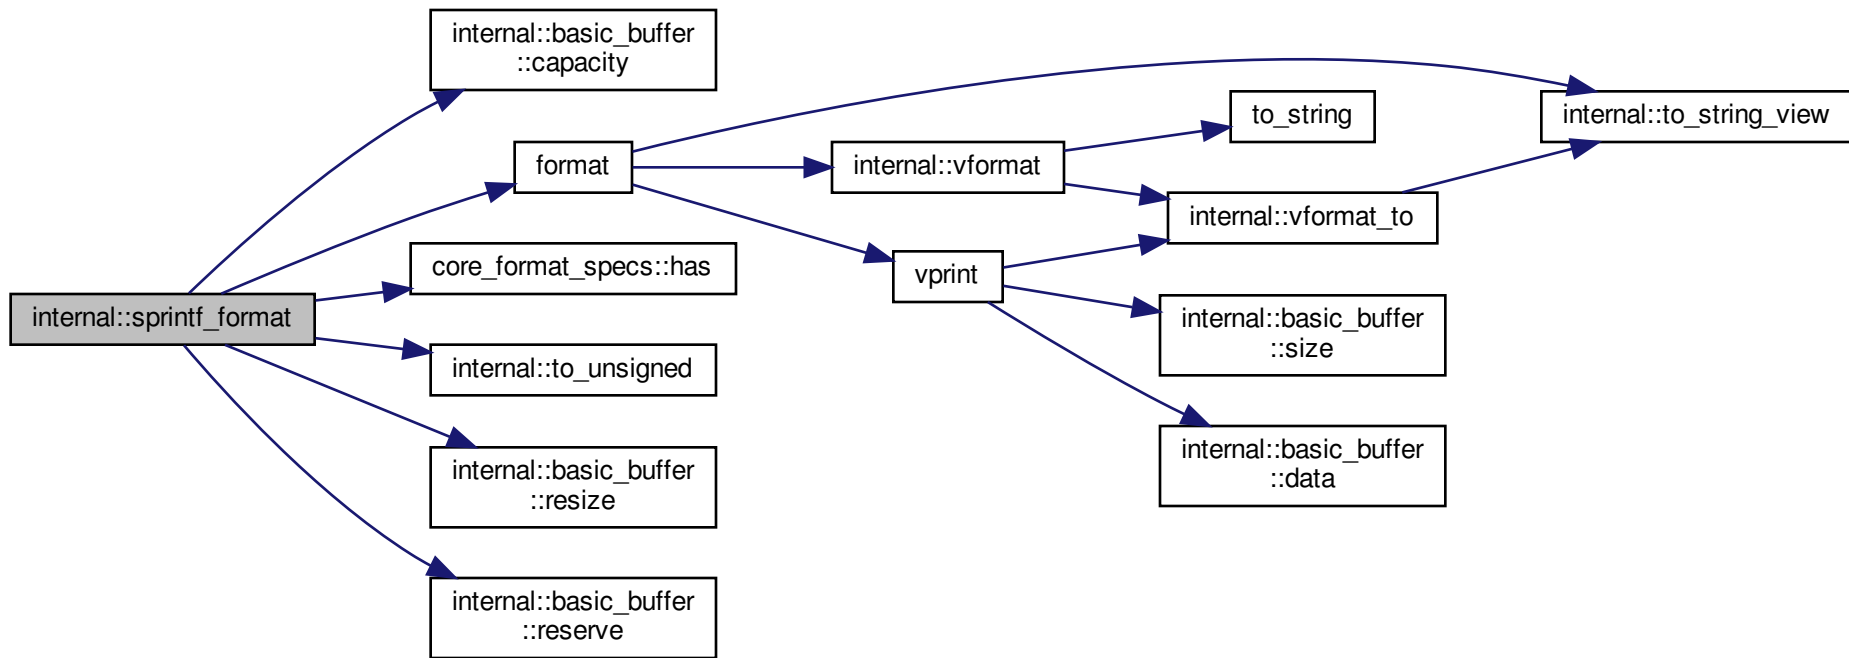 internal::basic_buffer
::capacity
to_string
internal::to_string_view
format
internal::vformat
internal::vformat_to
core_format_specs::has
vprint
internal::sprintf_format
internal::basic_buffer
::size
internal::to_unsigned
internal::basic_buffer
::resize
internal::basic_buffer
::data
internal::basic_buffer
::reserve